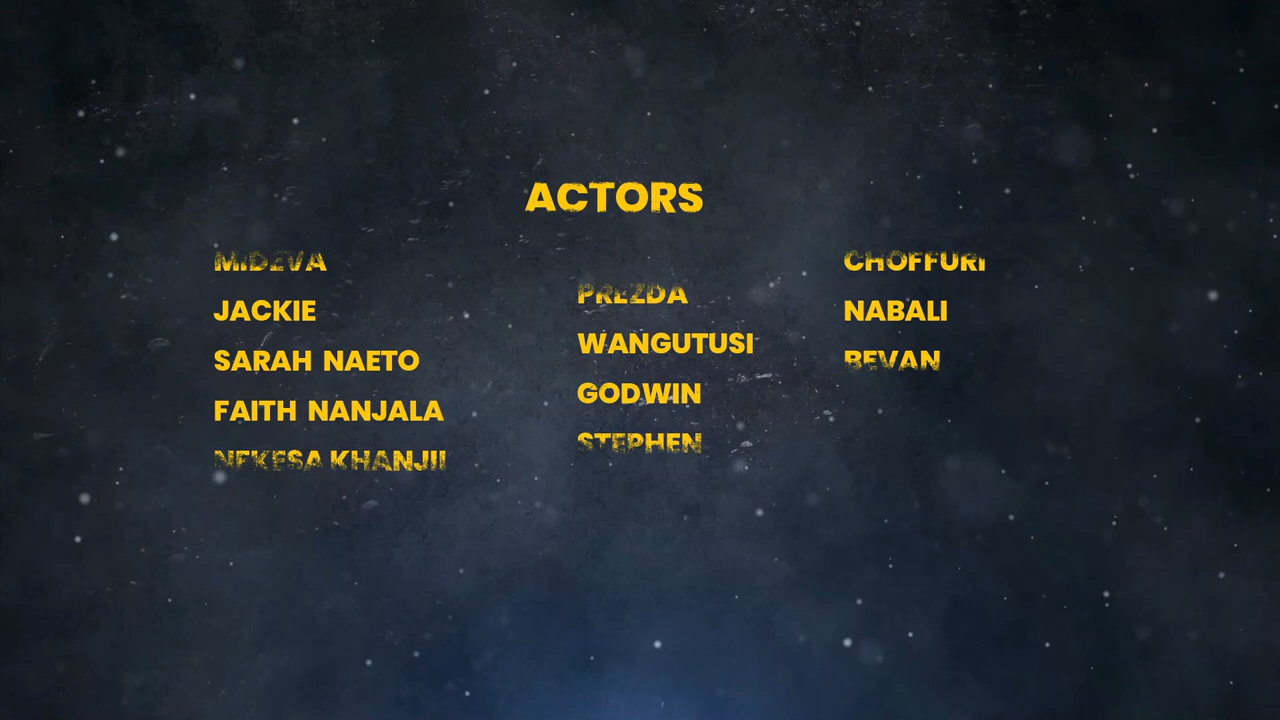 ACTORS
MIDEVA
JACKIE
SARAH NAETO
FAITH NANJALA
NEKESA KHANJII
PREZDA
WANGUTUSI
GODWIN
STEPHEN
CHOFFURI
NABALI
BEVAN